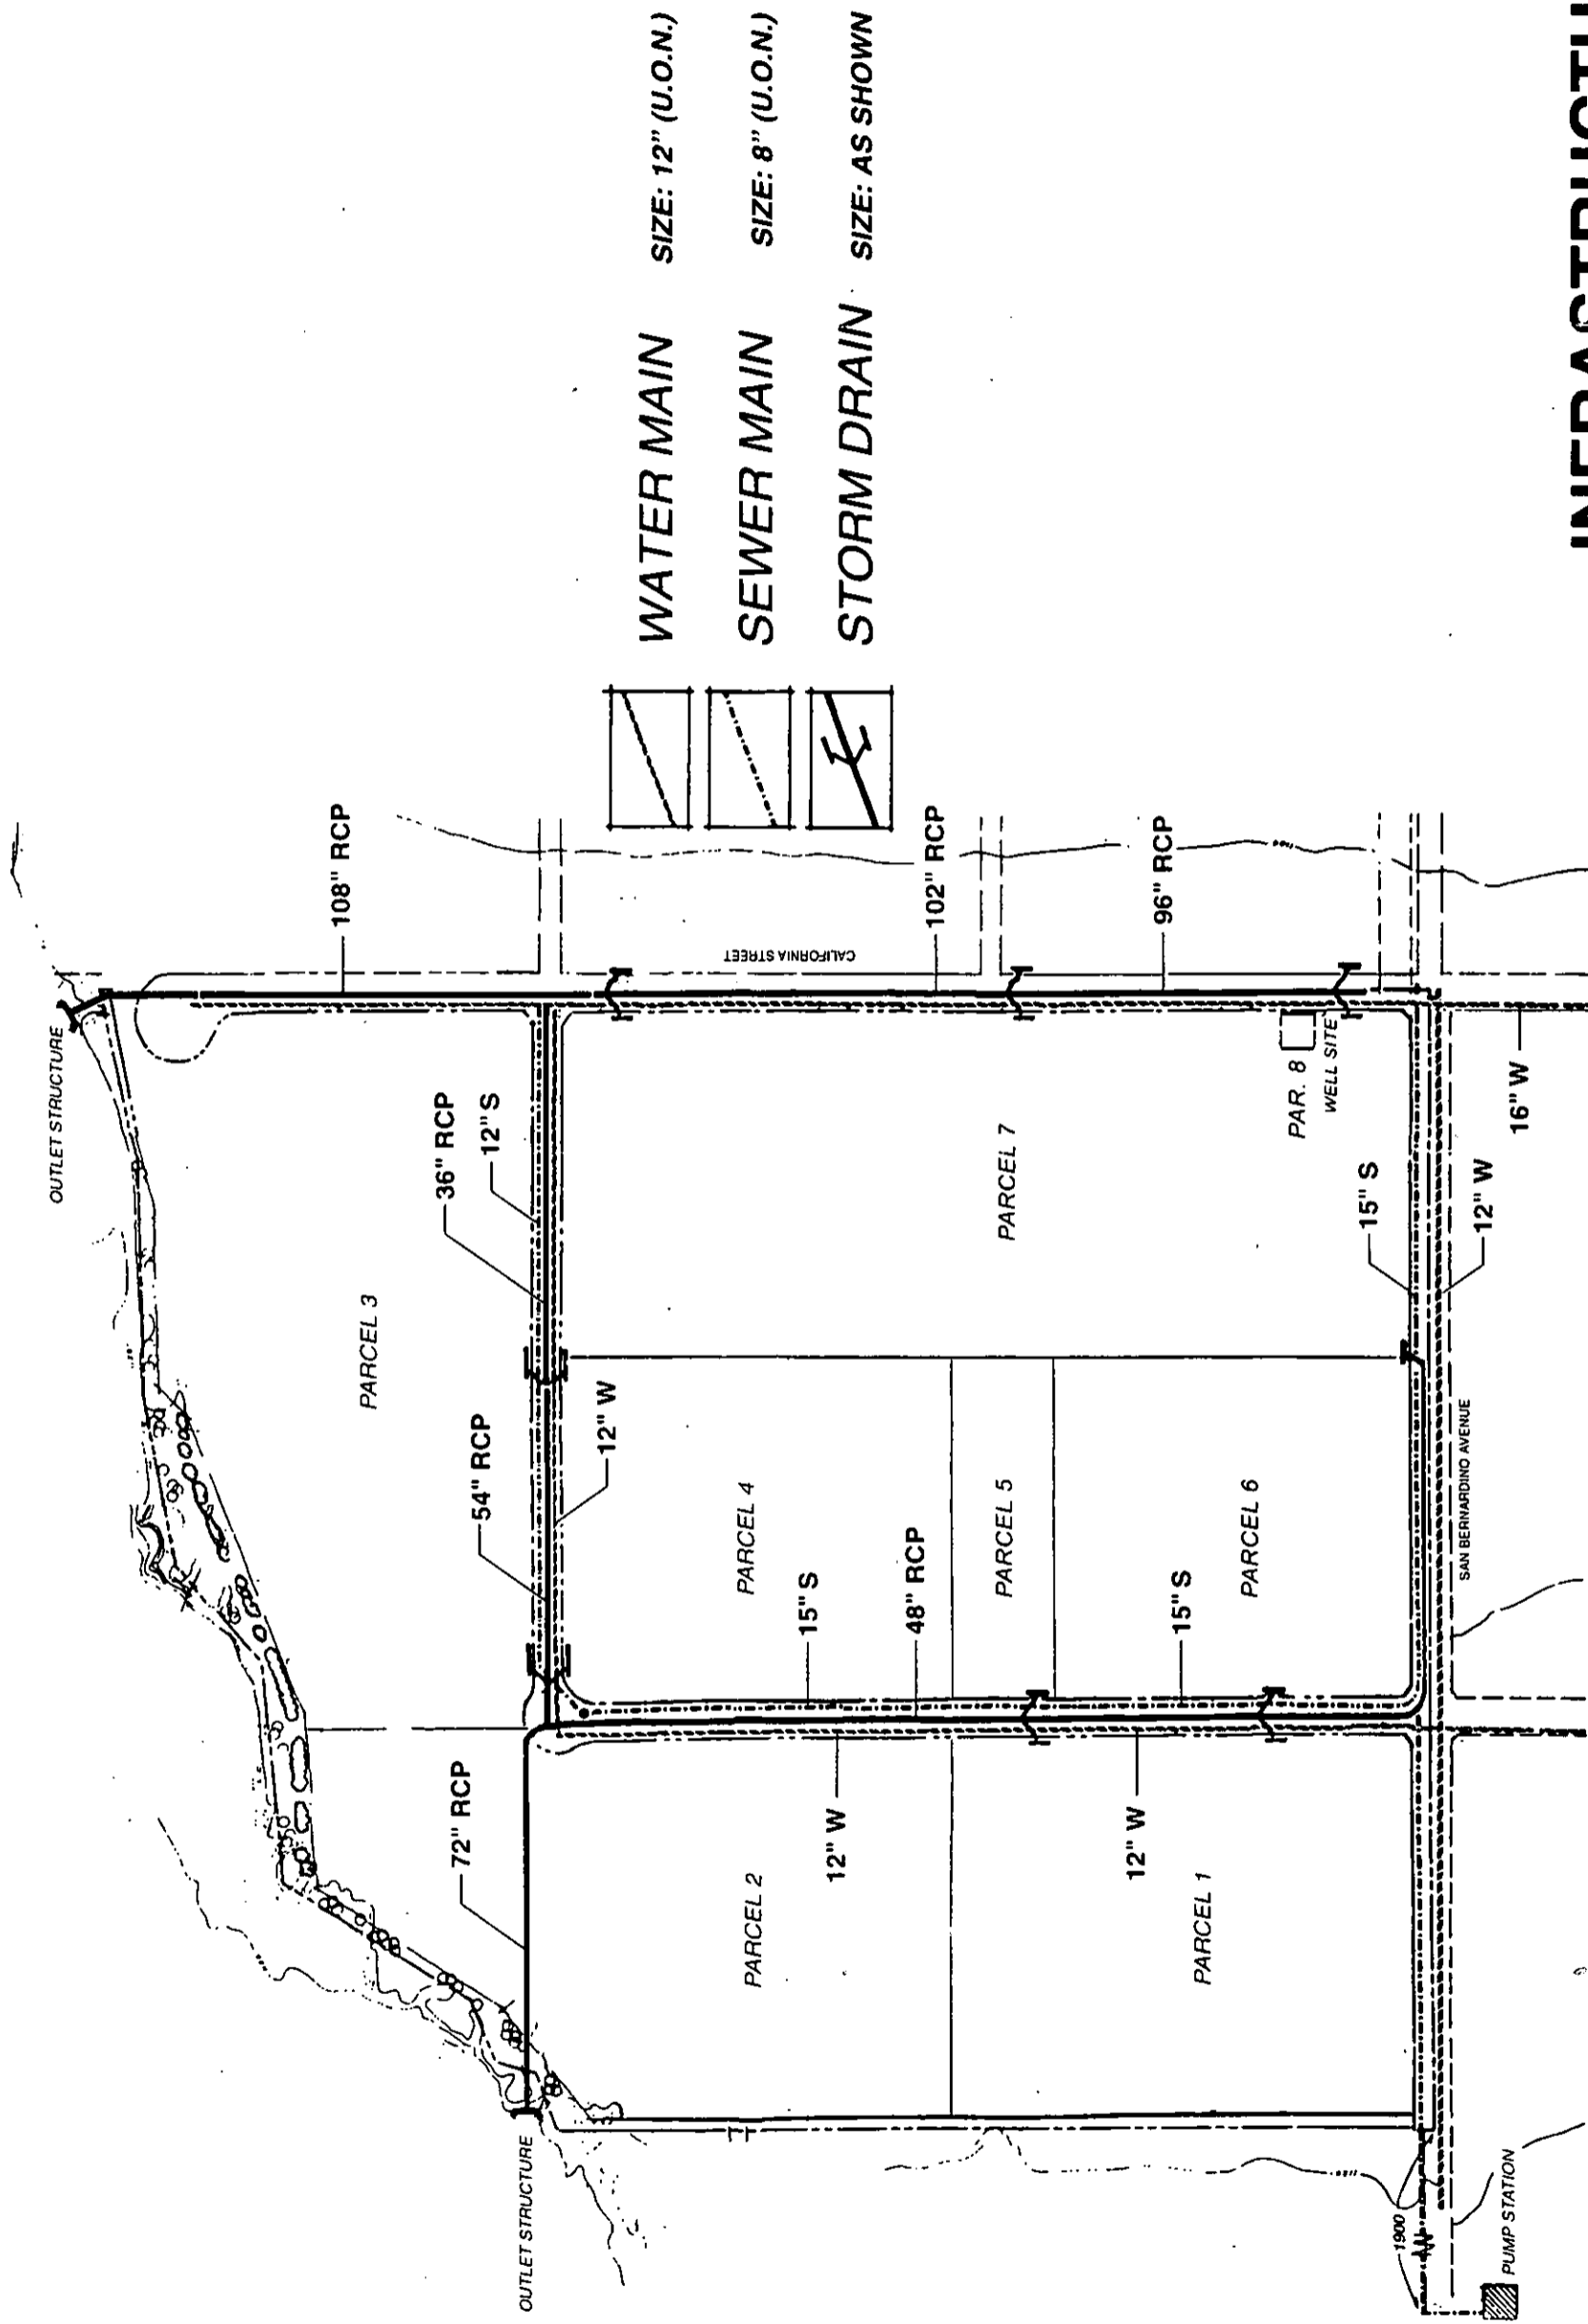 OUTLET STRUCTURE
108" RCP
WATER MAIN SIZE: 12" (U.O.N.)
SEWER MAIN SIZE: 8" (U.O.N.)
STORM DRAIN SIZE: AS SHOWN
CALIFORNIA STREET
102" RCP
96" RCP
36" RCP
12" S
PARCEL 3
PARCEL 7
PAR. 8
WELL SITE
16" W
15" S
12" W
54" RCP
12" W
PARCEL 4
PARCEL 5
PARCEL 6
SAN BERNARDINO AVENUE
15" S
48" RCP
15" S
72" RCP
12" W
12" W
PARCEL 2
PARCEL 1
OUTLET STRUCTURE
1900
PUMP STATION